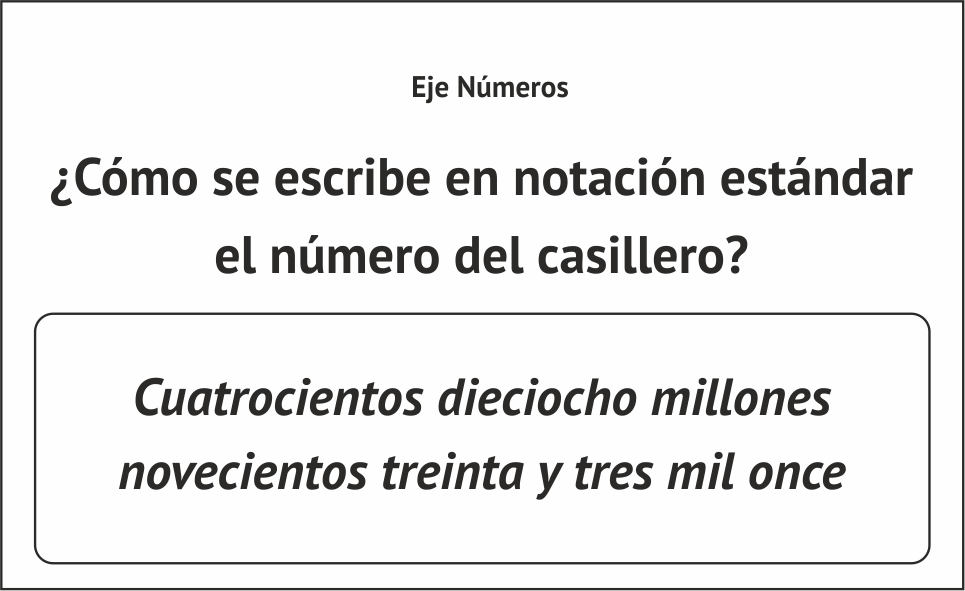 Eje Números
¿Cómo se escribe en notación estándar
el número del casillero?
Cuatrocientos dieciocho millones
novecientos treinta y tres mil once